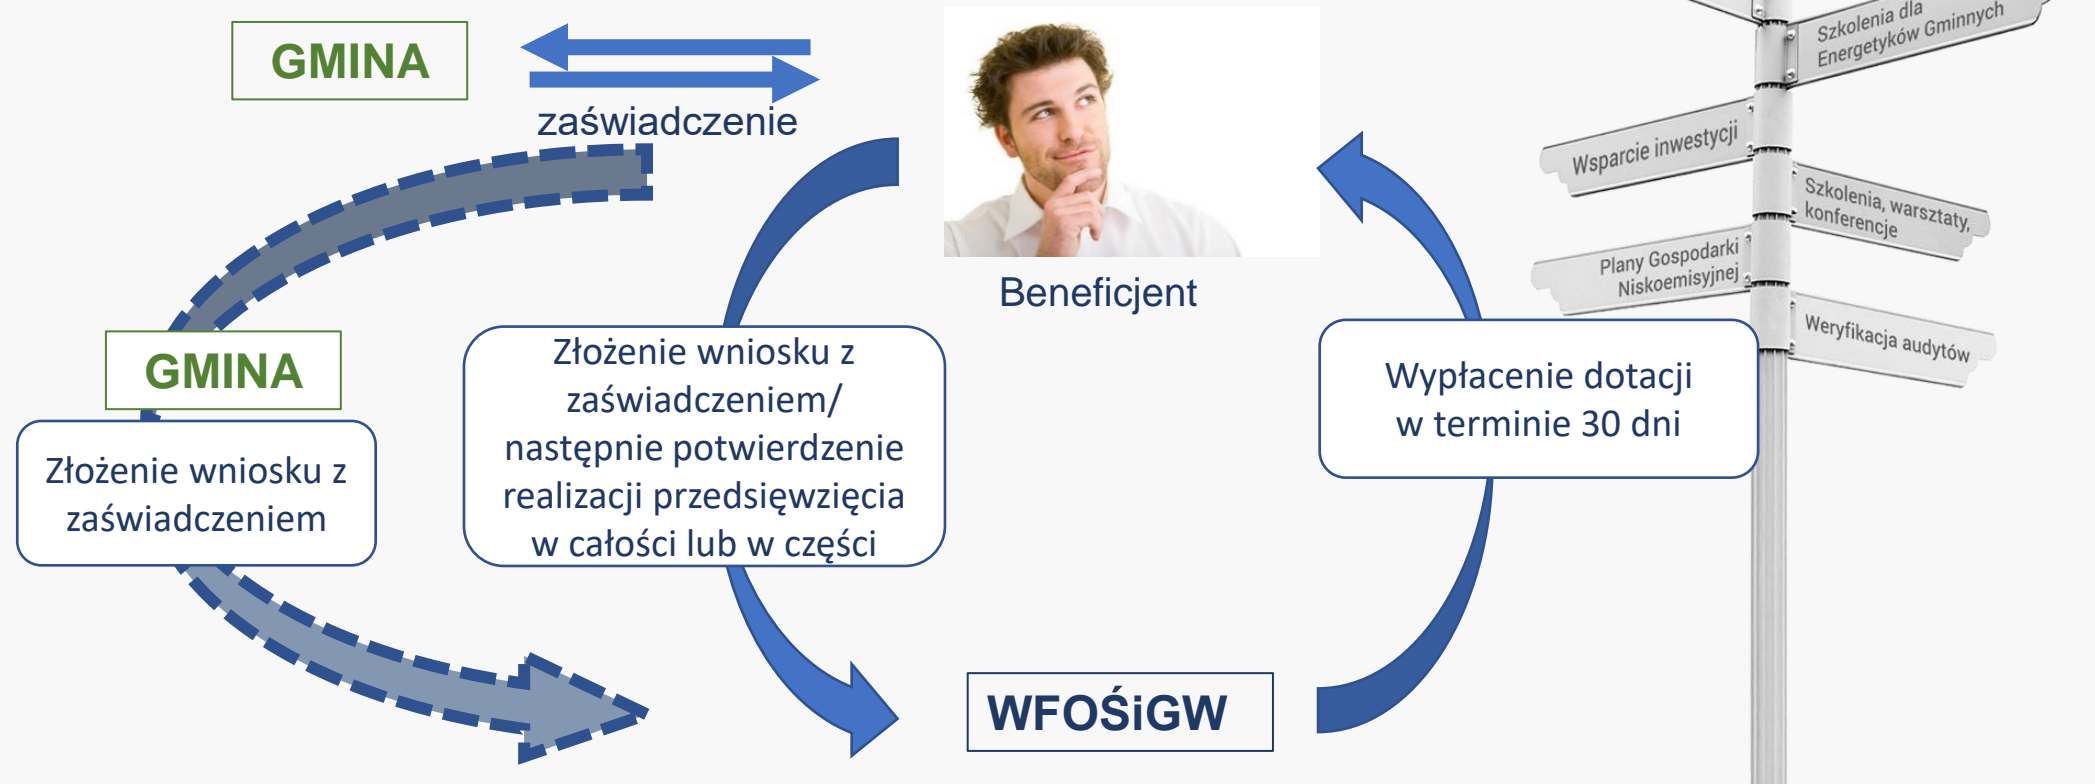 GMINA
zaświadczenie
Beneficjent
GMINA
Złożenie wniosku z
zaświadczeniem
Złożenie wniosku z
zaświadczeniem/
następnie potwierdzenie
realizacji przedsięwzięcia
w całości lub w części
Wypłacenie dotacji
w terminie 30 dni
WFOŚiGW
Szkolenia dla
Energetyków Gminnych
Wsparcie inwestycji
Szkolenia, warsztaty,
konferencje
Plany Gospodarki
Niskoemisyjnej
Weryfikacja audytów